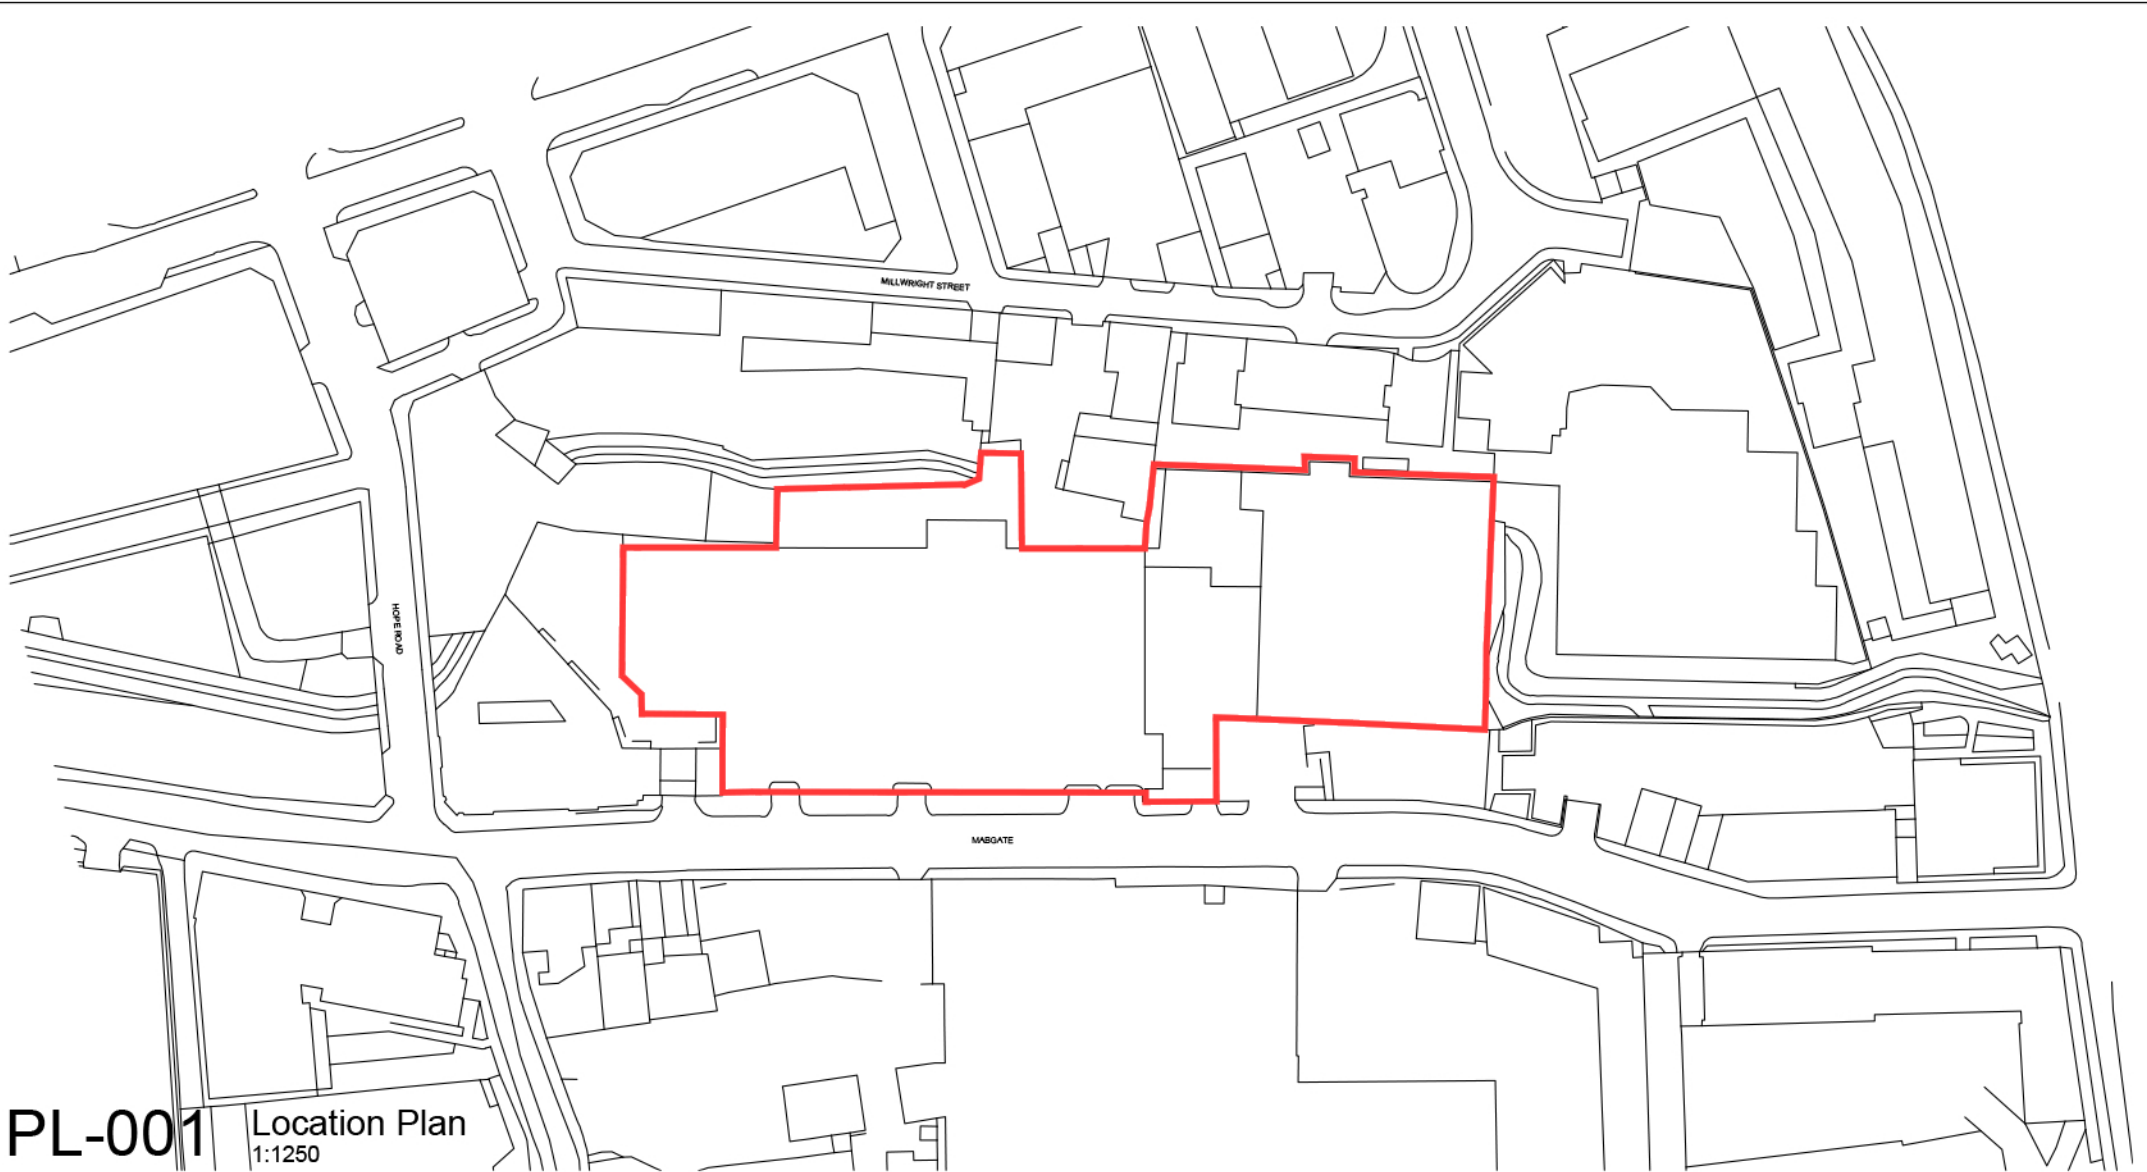 MILLWRIGHT STREET
HOPE ROAD
MABGATE
PL-001
Location Plan
1:1250